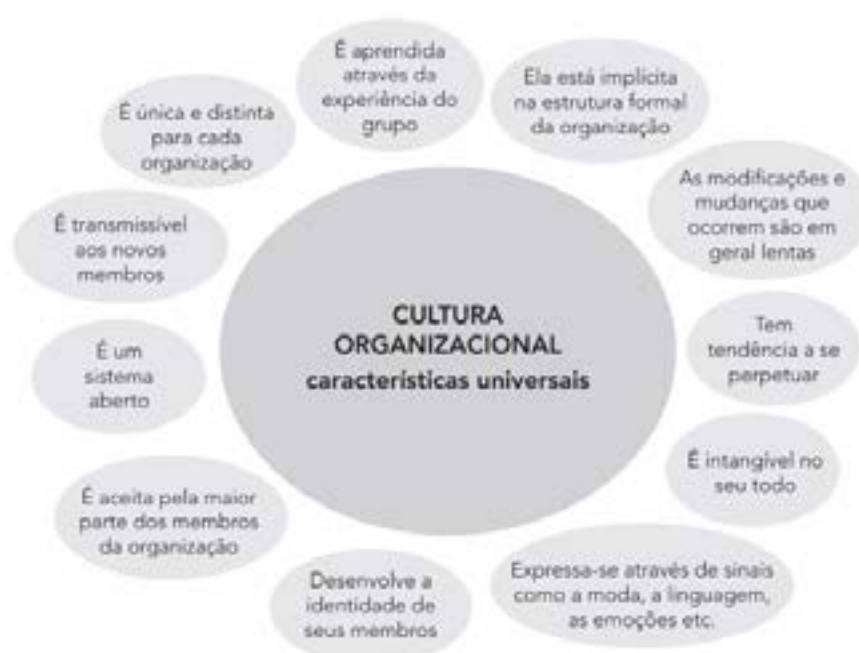 É aprendida
através da
experiência do
grupo
Ela está implícita
na estrutura formal
da organização
As modificações e
mudanças que
ocorrem são em
geral lentas
Tem
tendência a se
perpetuar
É intangível no
seu todo
Expressa-se através de sinais
como a moda, a linguagem,
as emoções etc.
Desenvolve a
identidade de
seus membros
É aceita pela maior
parte dos membros
da organização
É um
sistema
aberto
É transmissível
aos novos
membros
É única e distinta
para cada
organização
CULTURA
ORGANIZACIONAL
características universais